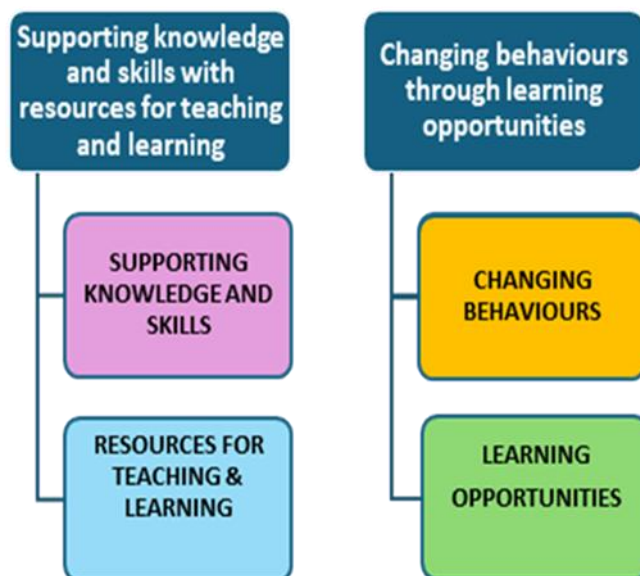 Supporting knowledge
and skills with
resources for teaching
and learning
SUPPORTING
KNOWLEDGE AND
SKILLS
RESOURCES FOR
TEACHING &
LEARNING
Changing behaviours
through learning
opportunities
CHANGING
BEHAVIOURS
LEARNING
OPPORTUNITIES